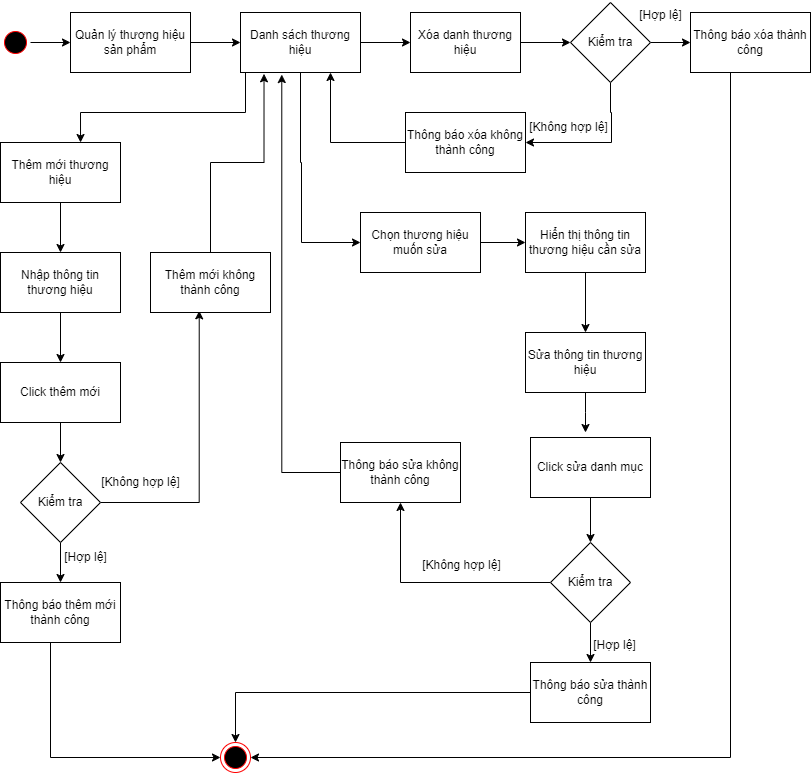 Quản lý thương hiệu
sản phẩm
Danh sách thương
hiệu
Xóa danh thương
hiệu
Kiểm tra
[Hợp lệ]
Thông báo xóa thành
công
[Không hợp lệ]
Thông báo xóa không
thành công
Thêm mới thương
hiệu
Chọn thương hiệu
muốn sửa
Hiển thị thông tin
thương hiệu cần sửa
Nhập thông tin
thương hiệu
Thêm mới không
thành công
Sửa thông tin thương
hiệu
Click thêm mới
Thông báo sửa không
thành công
Click sửa danh mục
Kiểm tra
[Không hợp lệ]
[Hợp lệ]
Thông báo thêm mới
thành công
[Không hợp lệ]
Kiểm tra
[Hợp lệ]
Thông báo sửa thành
công